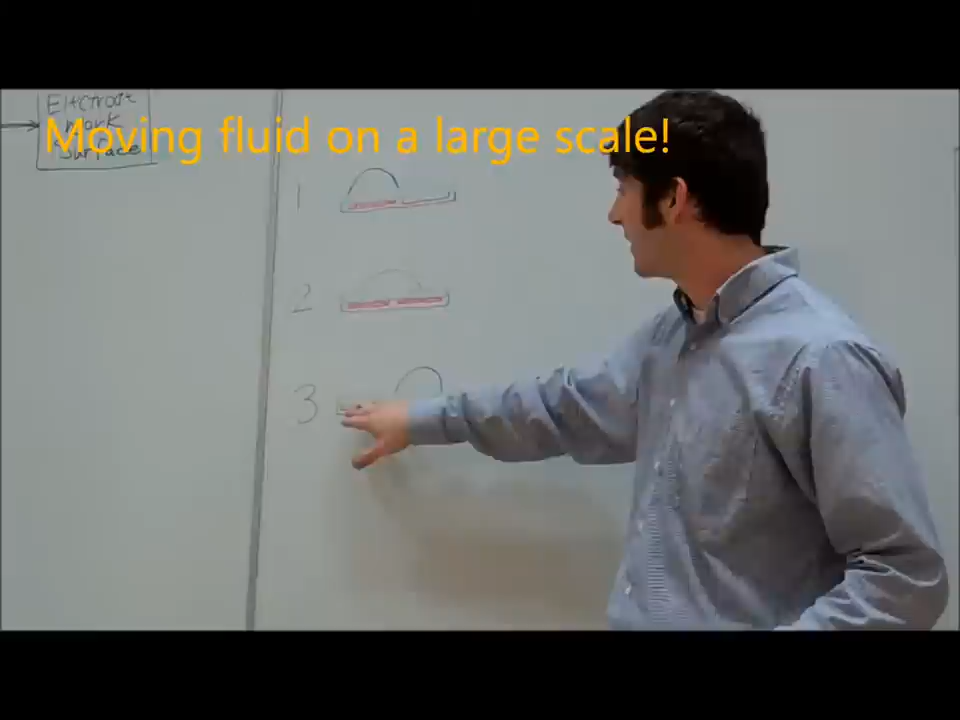 Electrode
Work
Surface
Moving fluid on a large scale!
1
2
3